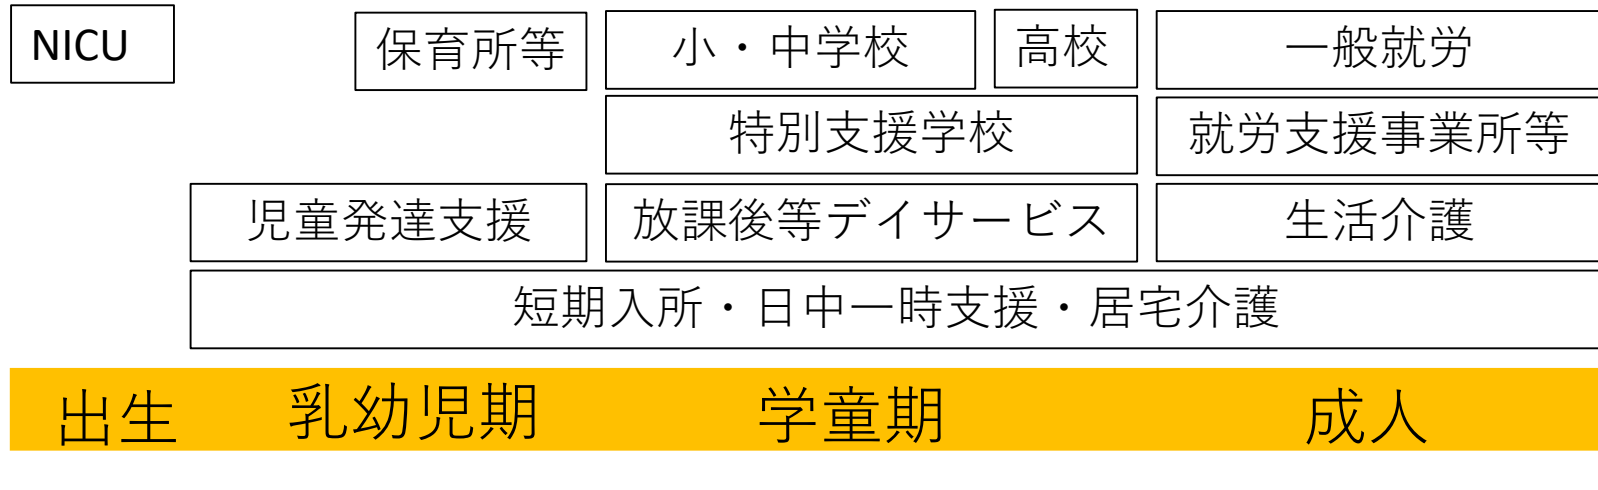 NICU
保育所等
小・中学校
高校
一般就労
特別支援学校
就労支援事業所等
児童発達支援
放課後等デイサービス
生活介護
短期入所・日中一時支援・居宅介護
出生
乳幼児期
学童期
成人